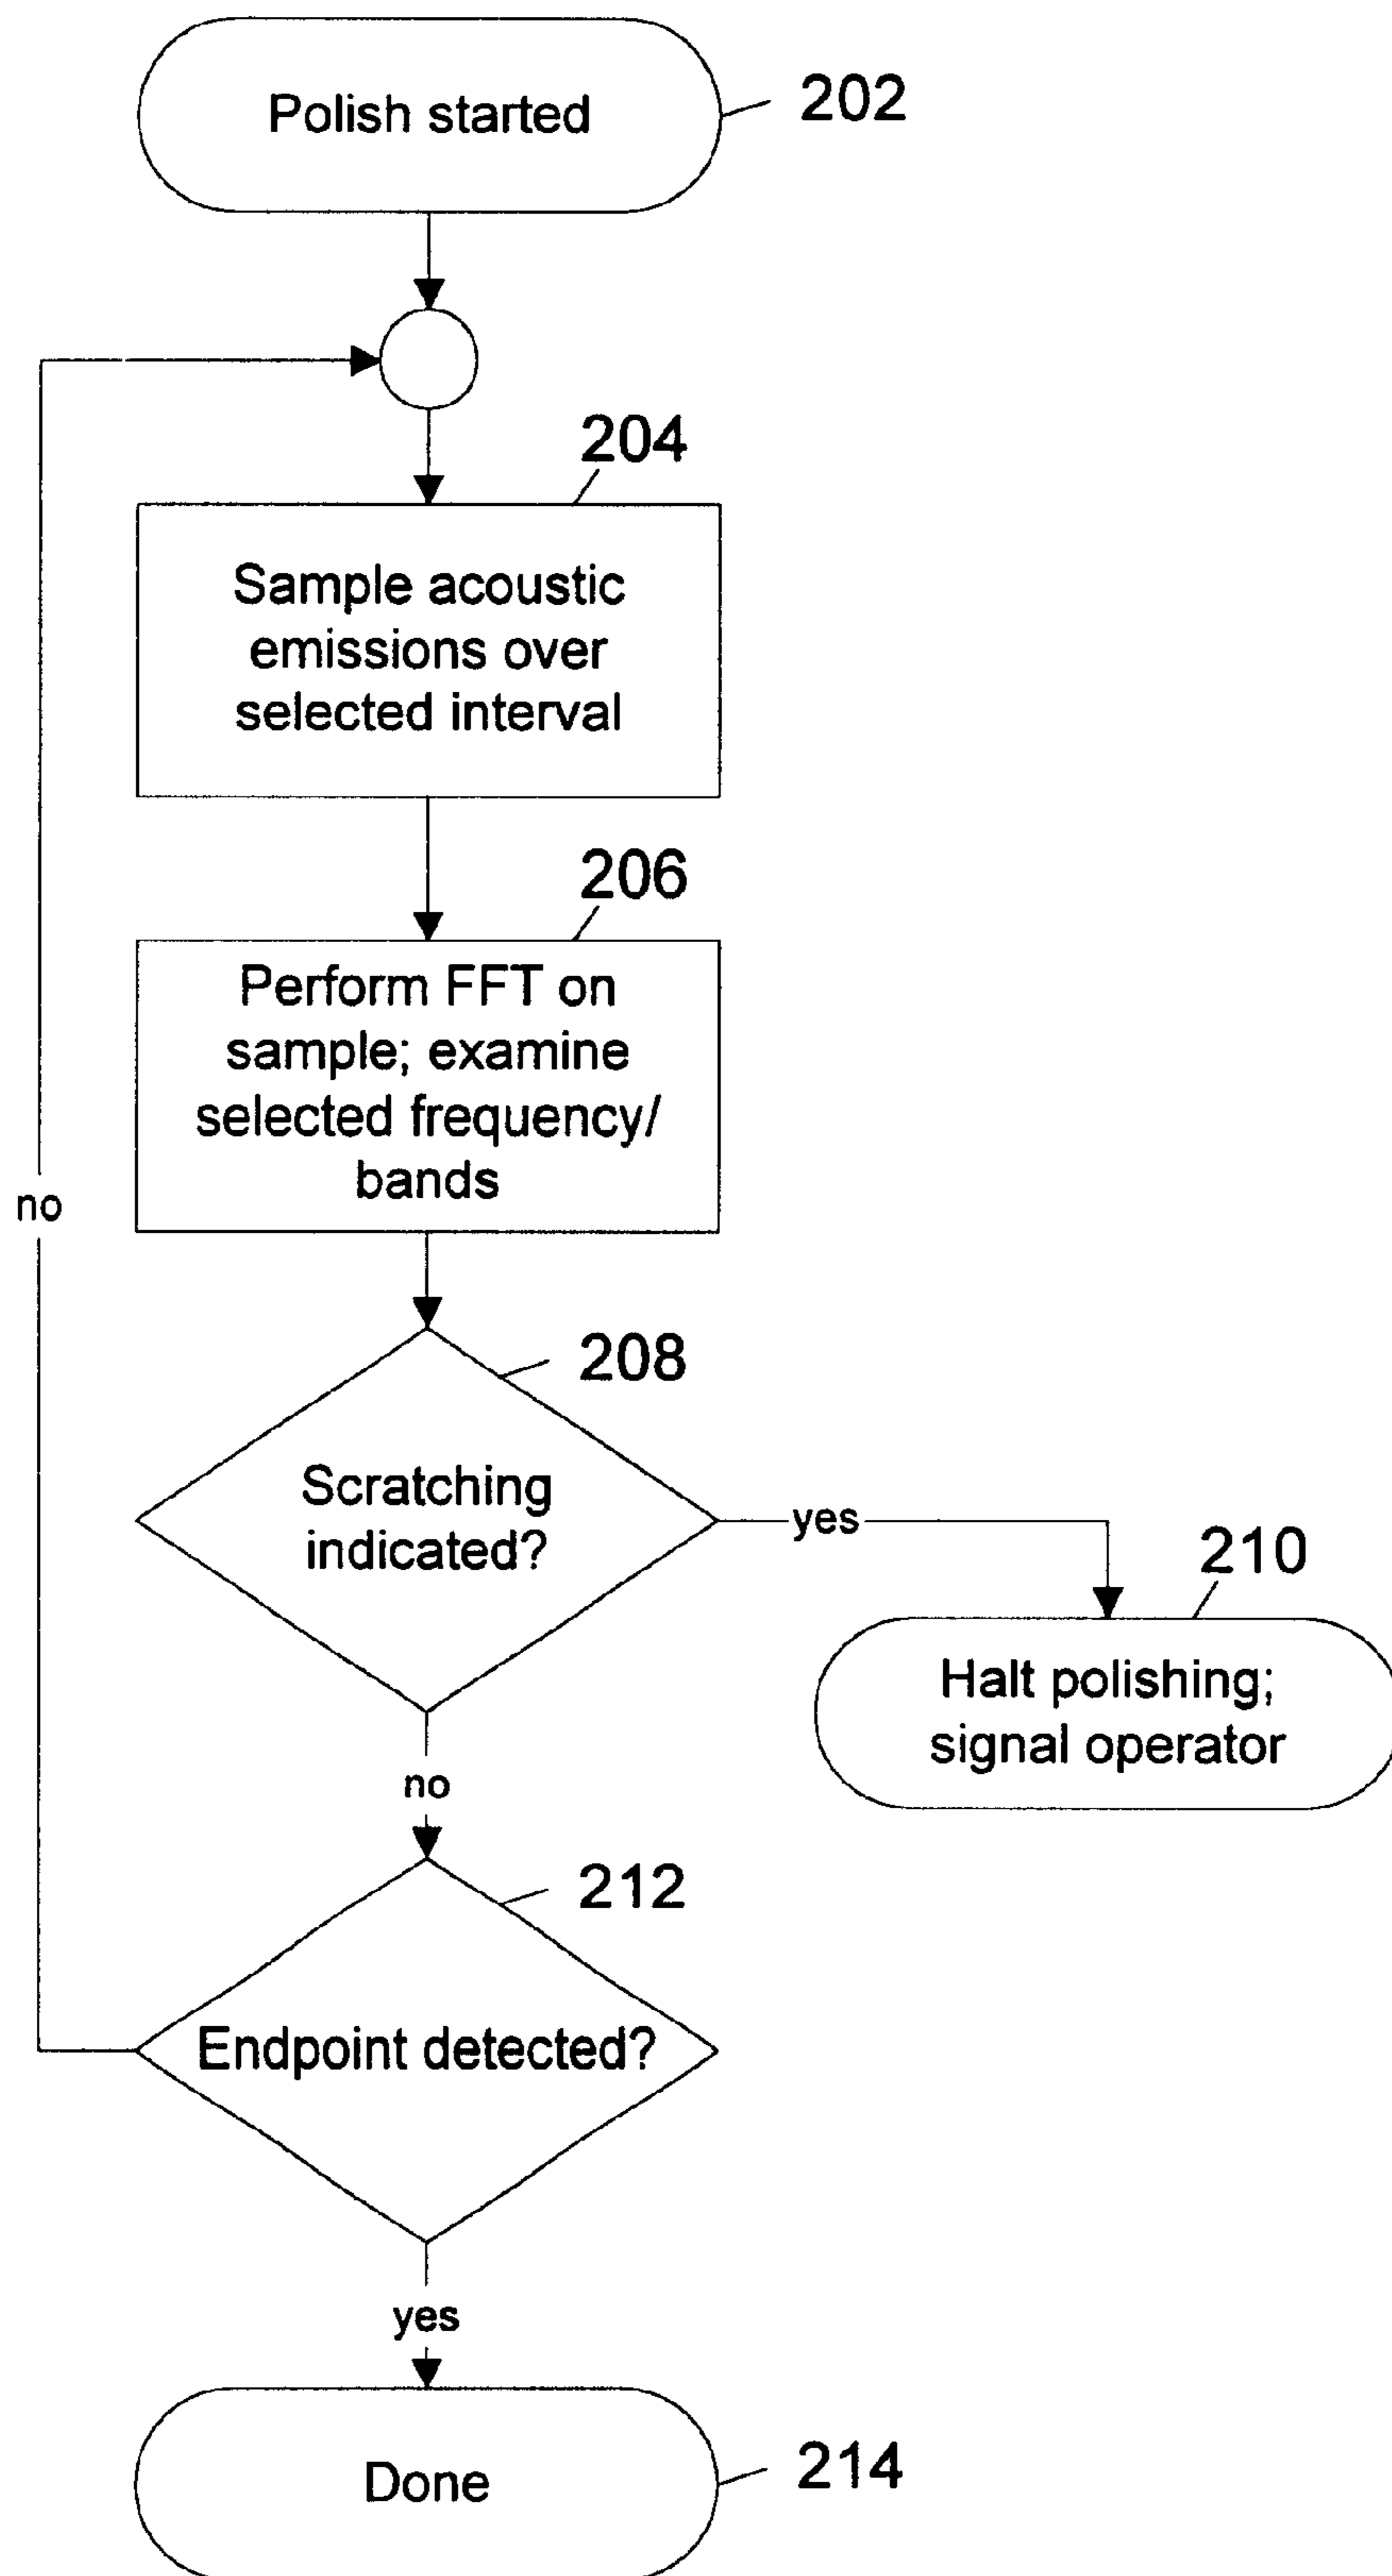 Polish started
202
204
Sample acoustic
emissions over
selected interval
206
Perform FFT on
sample; examine
selected frequency/
bands
no
208
Scratching
indicated?
yes
210
Halt polishing;
signal operator
no
212
Endpoint detected?
yes
Done
214